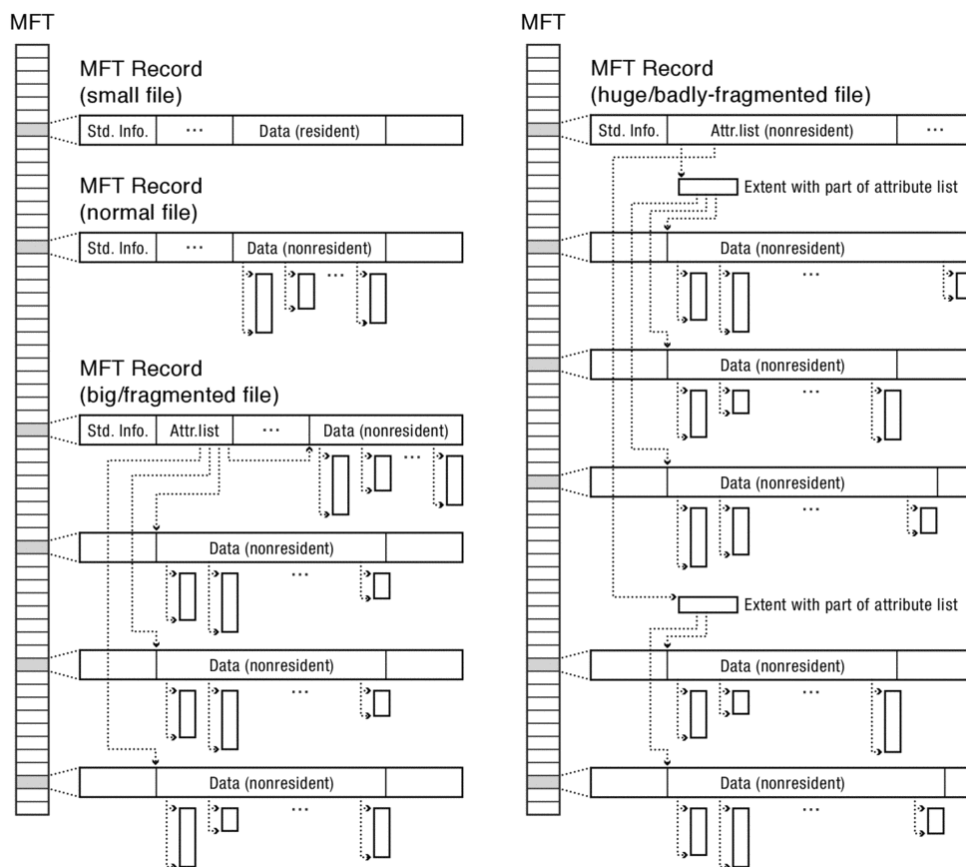 MFT
MFT Record
(small file)
Std. Info.
...
Data (resident)
MFT Record
(normal file)
Std. Info.
...
Data (nonresident)
...
MFT Record
(big/fragmented file)
Std. Info.
Attr.list
...
Data (nonresident)
...
Data (nonresident)
...
Data (nonresident)
...
Data (nonresident)
...
MFT
MFT Record
(huge/badly-fragmented file)
Std. Info.
Attr.list (nonresident)
...
Extent with part of attribute list
Data (nonresident)
...
Data (nonresident)
...
Data (nonresident)
...
Extent with part of attribute list
Data (nonresident)
...
Data (nonresident)
...